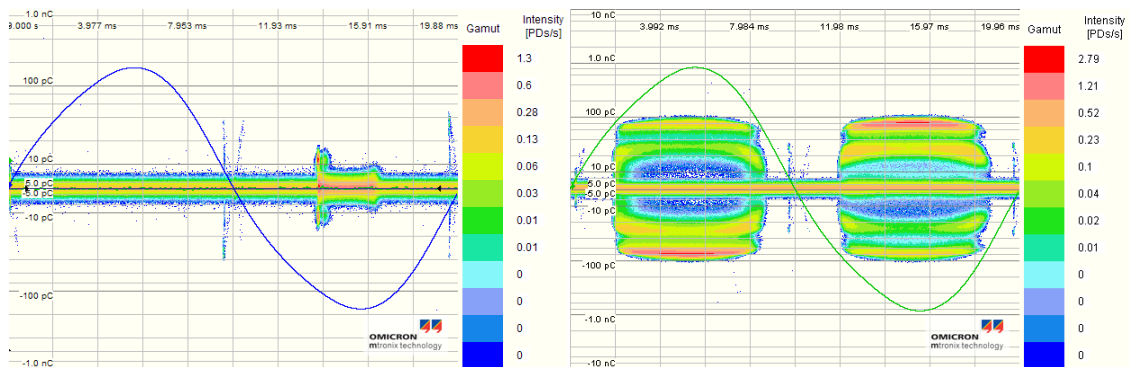 1.0 nC
0.000 s 3.977 ms 7.953 ms 11.93 ms 15.91 ms 19.88 ms
100 pC
10 pC
5.0 pC
-5.0 pC
-10 pC
-100 pC
-1.0 nC
OMICRON
mtronix technology
Gamut
Intensity
[PDs/s]
1.3
0.6
0.28
0.13
0.06
0.03
0.01
0.01
0
0
0
0
10 nC
3.992 ms 7.984 ms 11.98 ms 15.97 ms 19.96 ms
1.0 nC
100 pC
10 pC
5.0 pC
-5.0 pC
-10 pC
-100 pC
-1.0 nC
-10 nC
OMICRON
mtronix technology
Gamut
Intensity
[PDs/s]
2.79
1.21
0.52
0.23
0.1
0.04
0.02
0.01
0
0
0
0